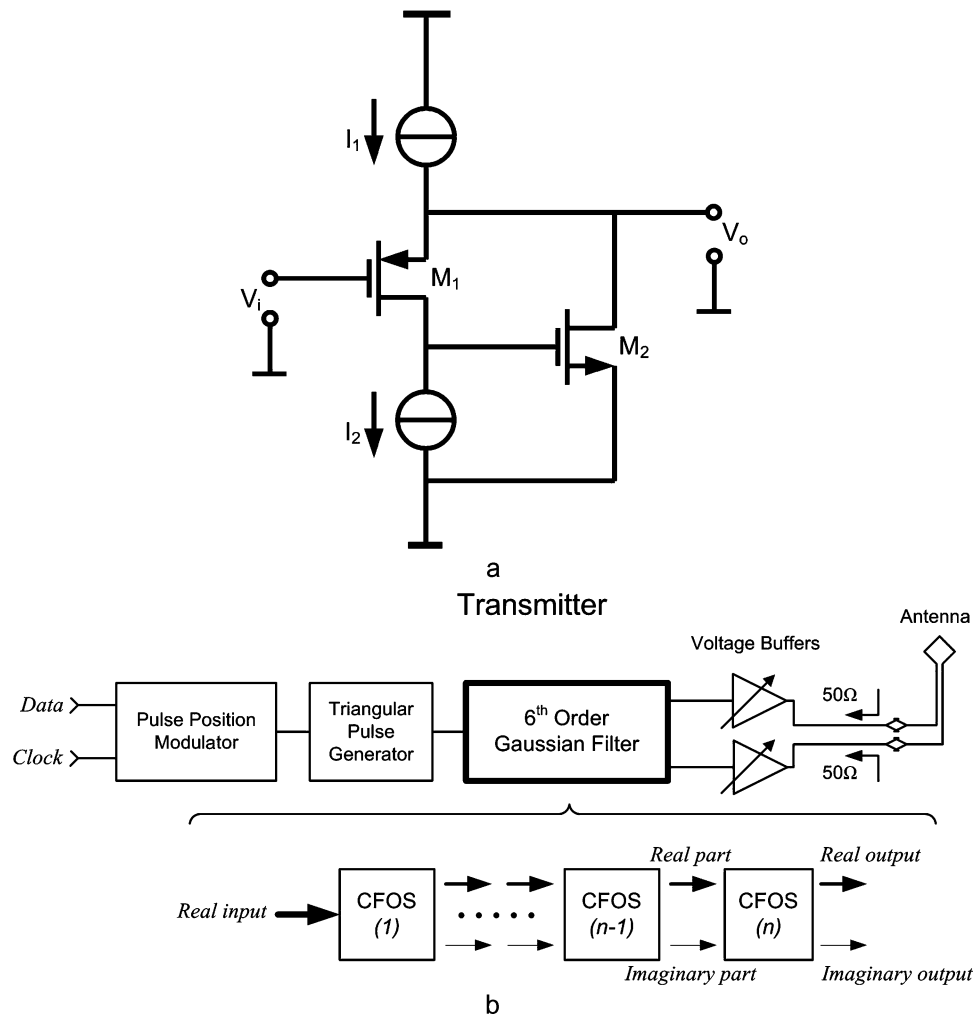 I1
M1
Vi
Vo
M2
I2
a
Transmitter
Antenna
Voltage Buffers
Data
Clock
Pulse Position
Modulator
Triangular
Pulse
Generator
6th Order
Gaussian Filter
50Ω
50Ω
Real part
Real output
Real input
CFOS
(1)
CFOS
(n-1)
CFOS
(n)
Imaginary part
Imaginary output
b